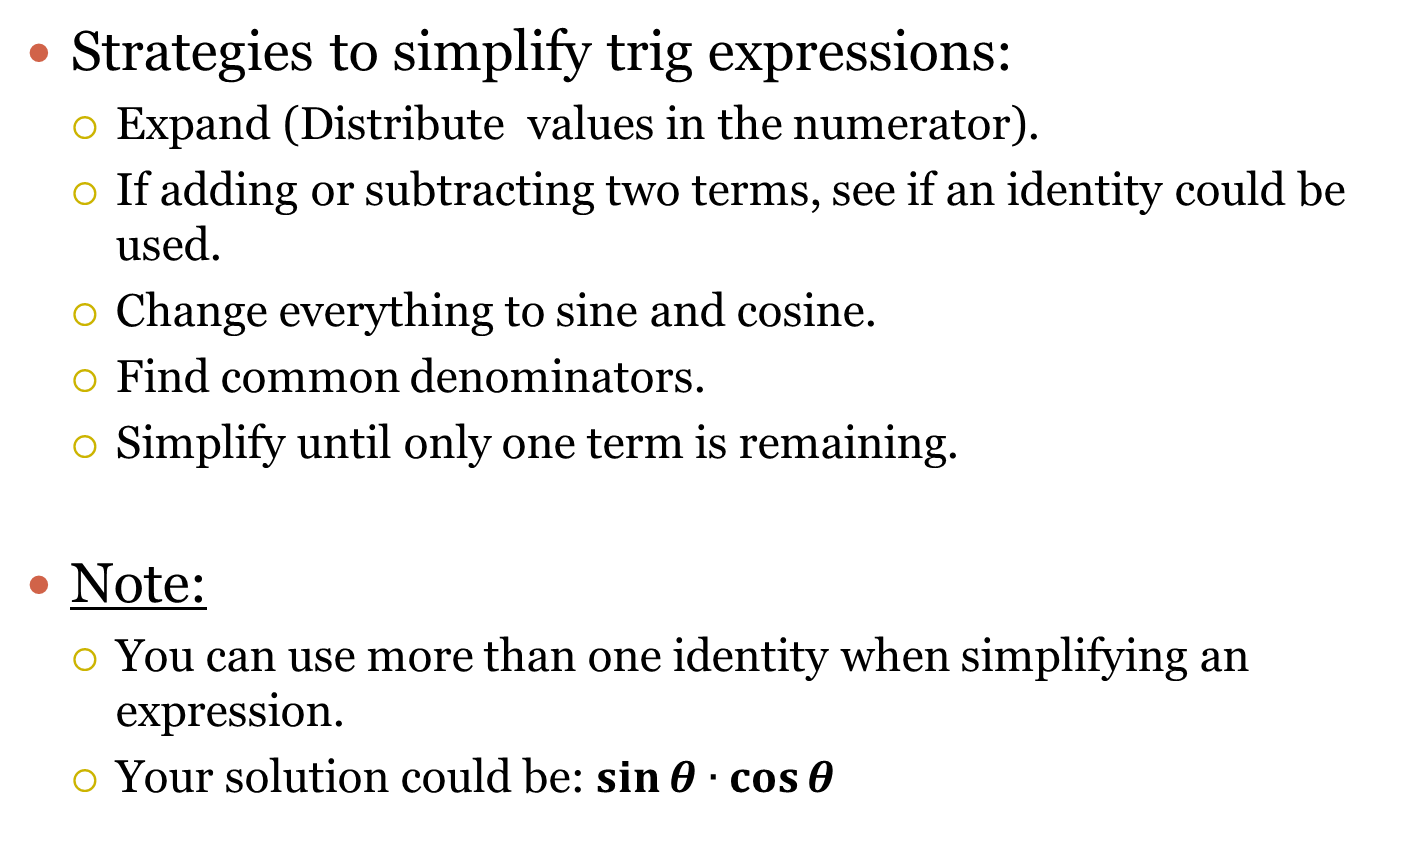 • Strategies to simplify trig expressions:
○ Expand (Distribute  values in the numerator).
○ If adding or subtracting two terms, see if an identity could be
used.
○ Change everything to sine and cosine.
○ Find common denominators.
○ Simplify until only one term is remaining.
• Note:
○ You can use more than one identity when simplifying an
expression.
○ Your solution could be: sin θ · cos θ